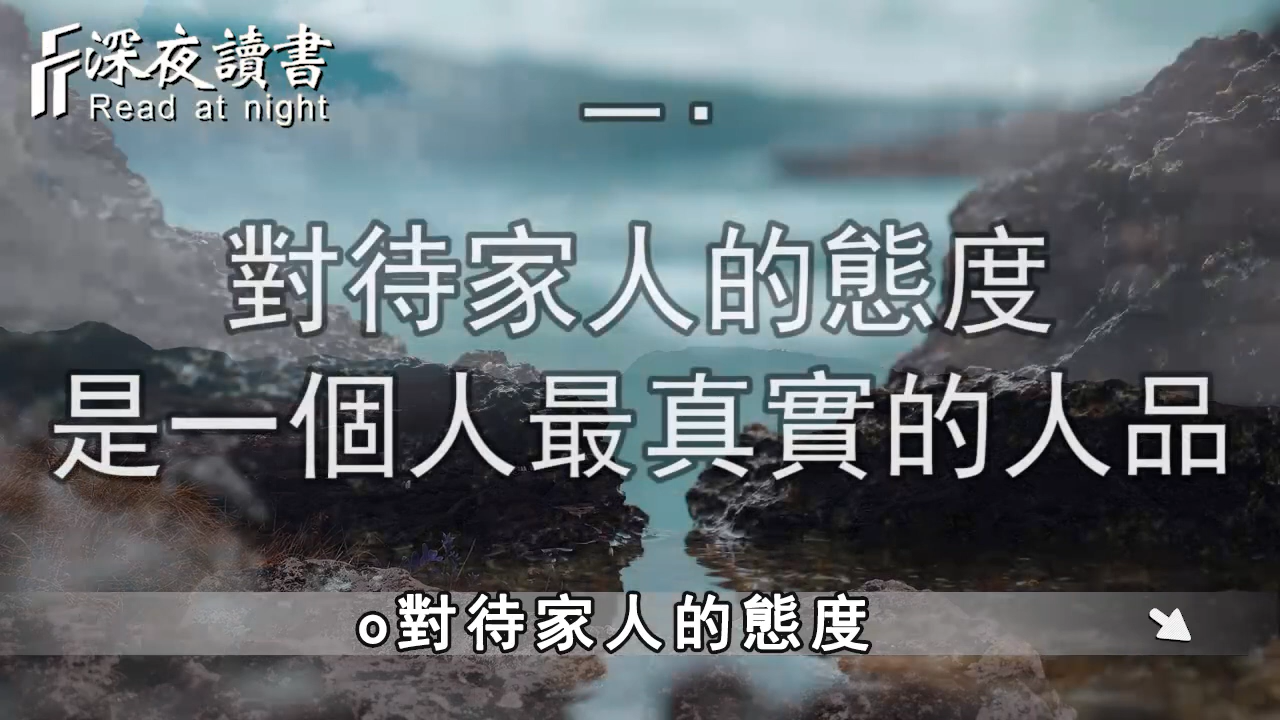 深夜讀書
Read at night
一·
對待家人的態度
是一個人最真實的人品
o對待家人的態度